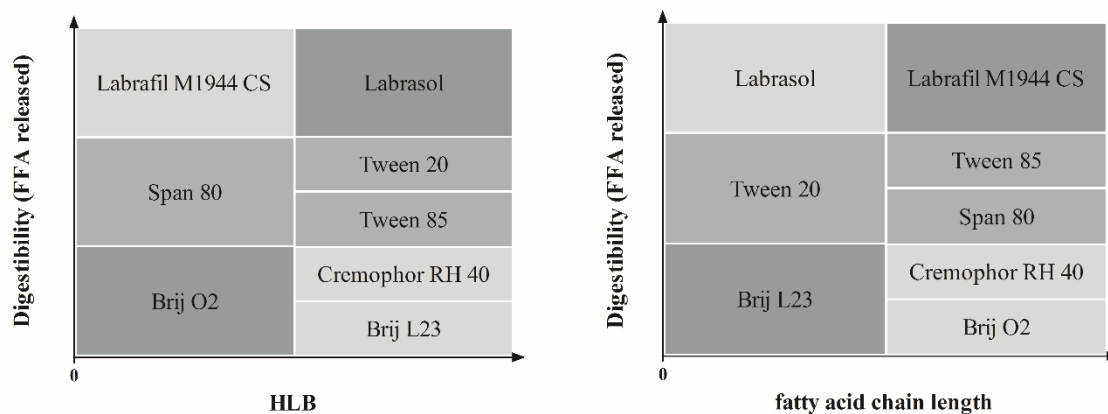 Digestibility (FFA released)
Labrafil M1944 CS
Labrasol
Span 80
Tween 20
Tween 85
Brij O2
Cremophor RH 40
Brij L23
0
HLB
Digestibility (FFA released)
Labrasol
Labrafil M1944 CS
Tween 20
Tween 85
Span 80
Brij L23
Cremophor RH 40
Brij O2
0
fatty acid chain length